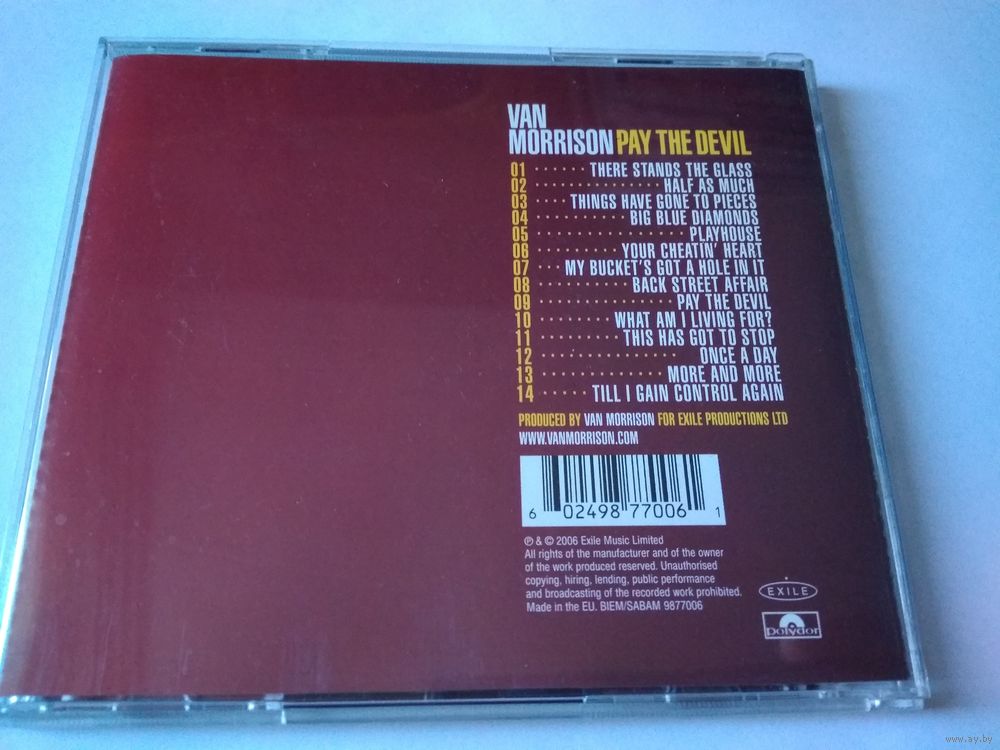 VAN
MORRISON PAY THE DEVIL
01 ······ THERE STANDS THE GLASS
02 ··············· HALF AS MUCH
03 ···· THINGS HAVE GONE TO PIECES
04 ·········· BIG BLUE DIAMONDS
05 ················· PLAYHOUSE
06 ········· YOUR CHEATIN' HEART
07 ··· MY BUCKET'S GOT A HOLE IN IT
08 ·········· BACK STREET AFFAIR
09 ··············· PAY THE DEVIL
10 ········ WHAT AM I LIVING FOR?
11 ········· THIS HAS GOT TO STOP
12 ················ ONCE A DAY
13 ·············· MORE AND MORE
14 ····· TILL I GAIN CONTROL AGAIN
PRODUCED BY VAN MORRISON FOR EXILE PRODUCTIONS LTD
WWW.VANMORRISON.COM
6 02498 77006 1
℗ & © 2006 Exile Music Limited
All rights of the manufacturer and of the owner
of the work produced reserved. Unauthorised
copying, hiring, lending, public performance
and broadcasting of the recorded work prohibited.
Made in the EU. BIEM/SABAM 9877006
EXILE
polydor
www.ay.by